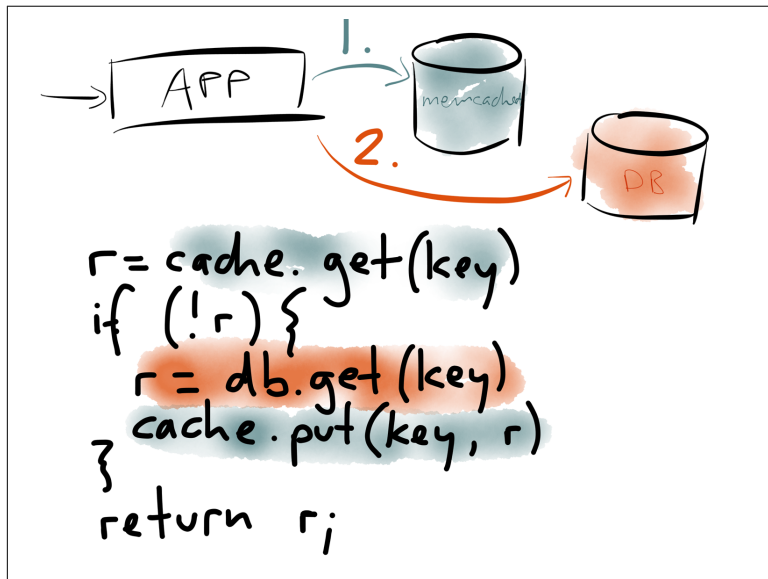 1.
APP
memcached
2.
DB
r = cache.get(key)
if (!r) {
r = db.get(key)
cache.put(key, r)
}
return r;